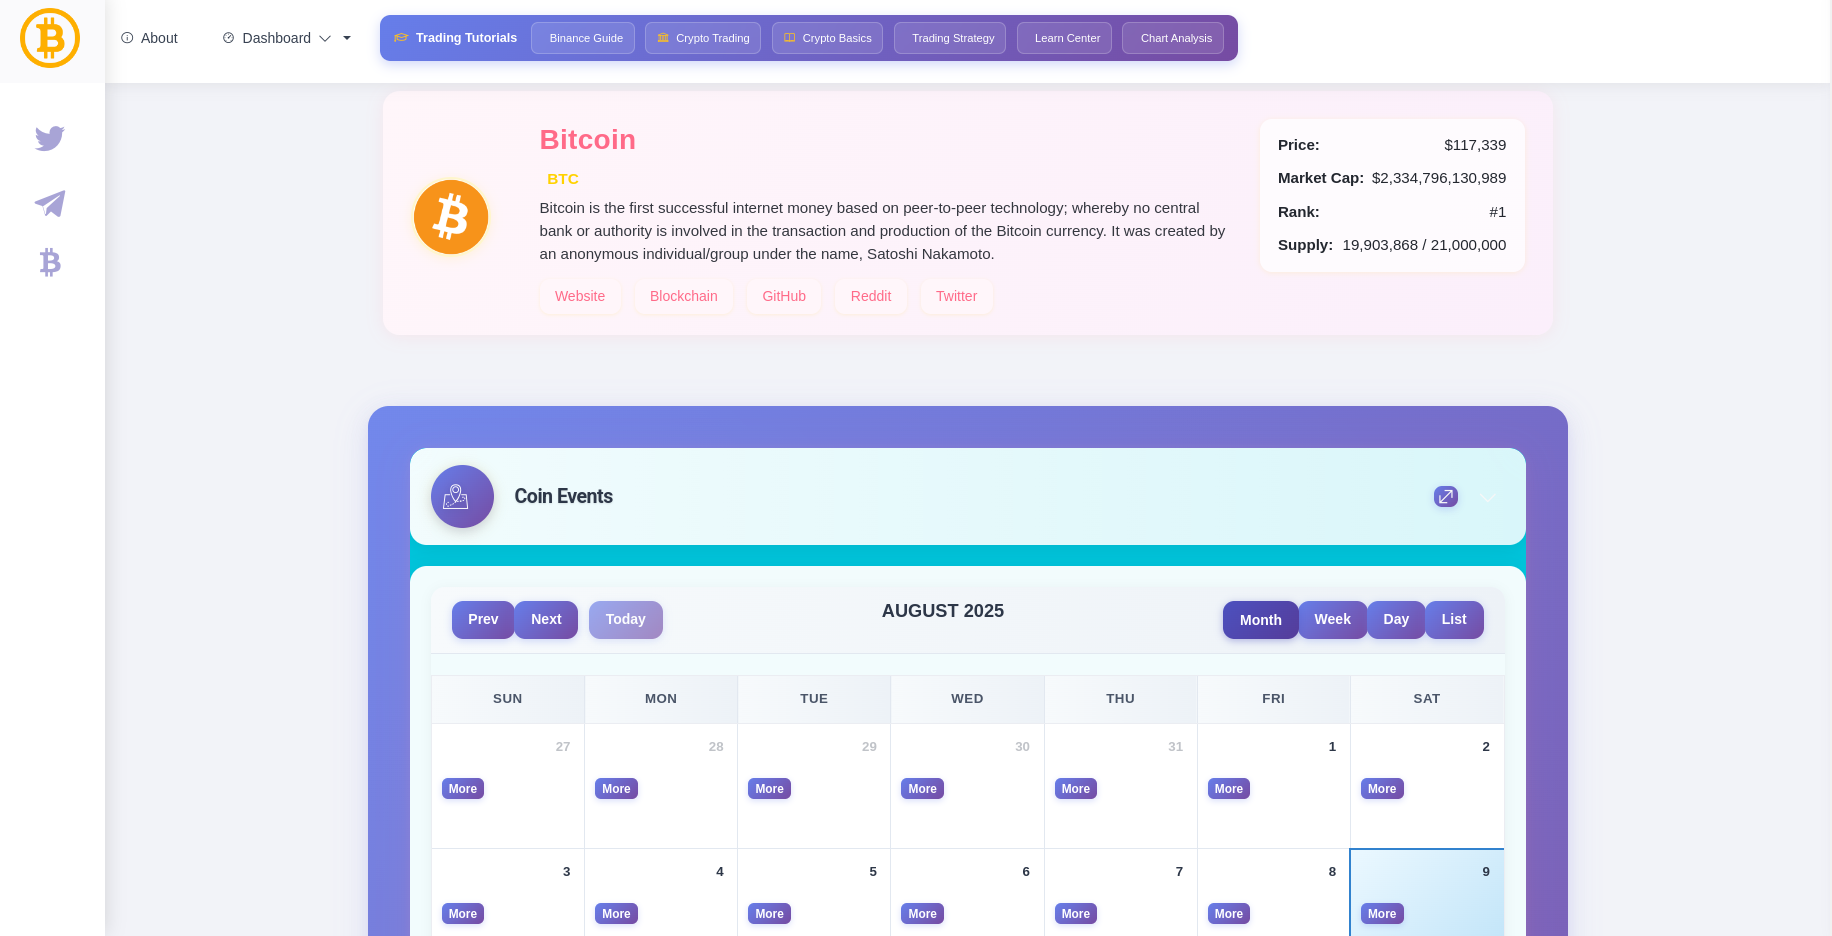 About
Dashboard
Trading Tutorials
Binance Guide
Crypto Trading
Crypto Basics
Trading Strategy
Learn Center
Chart Analysis
Bitcoin
BTC
Bitcoin is the first successful internet money based on peer-to-peer technology; whereby no central
bank or authority is involved in the transaction and production of the Bitcoin currency. It was created by
an anonymous individual/group under the name, Satoshi Nakamoto.
Website Blockchain GitHub Reddit Twitter
Price: $117,339
Market Cap: $2,334,796,130,989
Rank: #1
Supply: 19,903,868 / 21,000,000
Coin Events
Prev Next Today
AUGUST 2025
Month Week Day List
SUN MON TUE WED THU FRI SAT
27 28 29 30 31 1 2
More More More More More More More
3 4 5 6 7 8 9
More More More More More More More